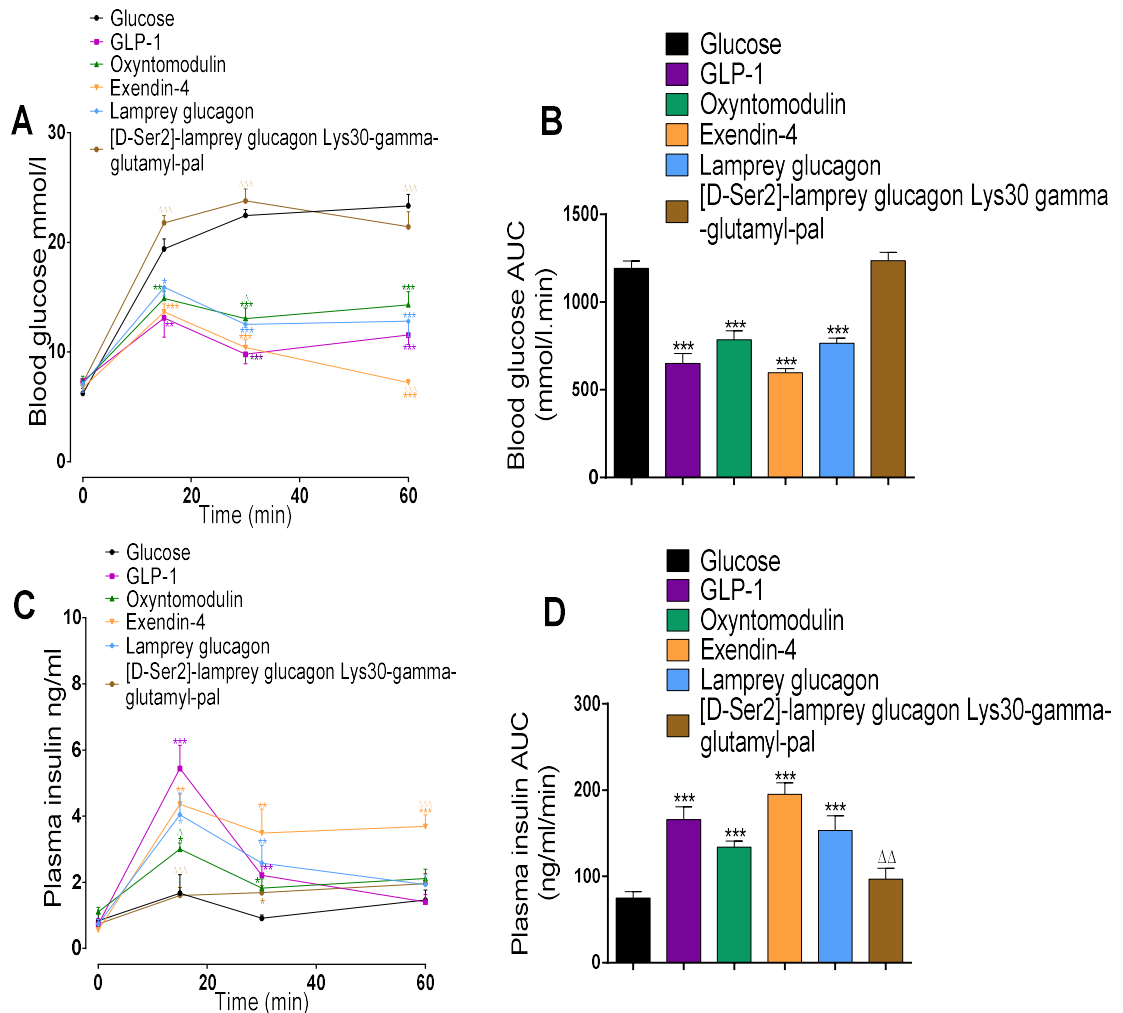 Glucose
GLP-1
Oxyntomodulin
Exendin-4
Lamprey glucagon
[D-Ser2]-lamprey glucagon Lys30-gamma-
glutamyl-pal
A
Blood glucose mmol/l
30
20
10
0
0
20
40
60
Time (min)
***
**
***
**
***
***
***
***
***
***
***
***
Glucose
GLP-1
Oxyntomodulin
Exendin-4
Lamprey glucagon
[D-Ser2]-lamprey glucagon Lys30 gamma
-glutamyl-pal
B
Blood glucose AUC
(mmol/l.min)
1500
1000
500
0
***
***
***
***
Glucose
GLP-1
Oxyntomodulin
Exendin-4
Lamprey glucagon
[D-Ser2]-lamprey glucagon Lys30-gamma-
glutamyl-pal
C
Plasma insulin ng/ml
10
8
6
4
2
0
0
20
40
60
Time (min)
***
**
**
**
**
***
*
Glucose
GLP-1
Oxyntomodulin
Exendin-4
Lamprey glucagon
[D-Ser2]-lamprey glucagon Lys30-gamma-
glutamyl-pal
D
Plasma insulin AUC
(ng/ml/min)
300
200
100
0
***
***
***
***
ΔΔ